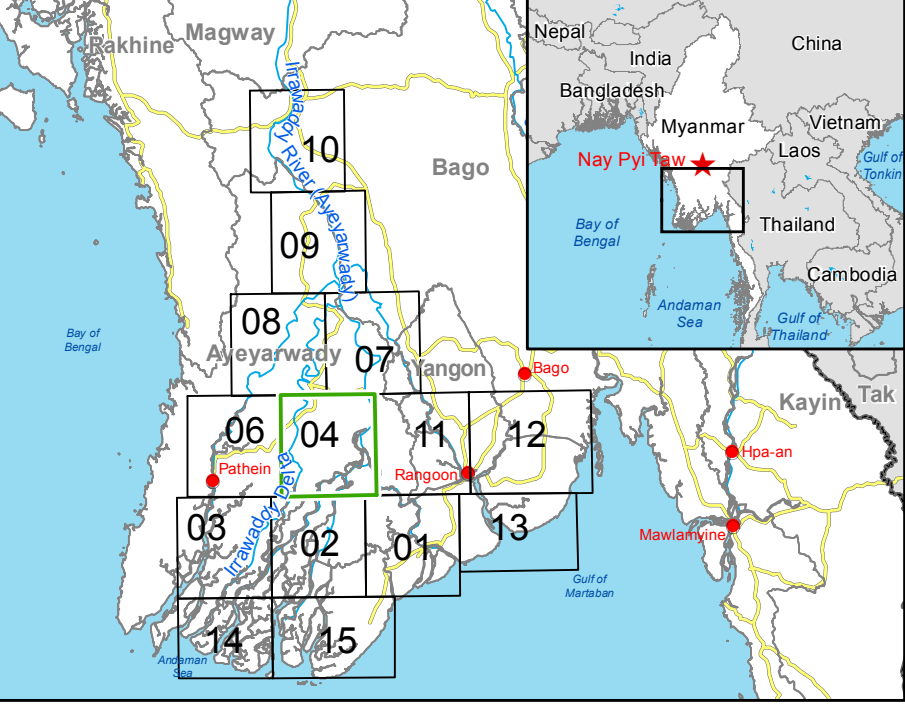 Rakhine
Magway
Irrawaddy River (Ayeyarwady)
10
Bago
09
08
Ayeyarwady
07
Yangon
Bago
Bay of
Bengal
06
04
11
12
Pathein
Rangoon
Kayin
Tak
Hpa-an
Mawlamyine
03
Irrawaddy Delta
02
01
13
Gulf of
Martaban
14
15
Andaman
Sea
Nepal
India
China
Bangladesh
Myanmar
Vietnam
Laos
Nay Pyi Taw
Gulf of
Tonkin
Bay of
Bengal
Thailand
Cambodia
Andaman
Sea
Gulf of
Thailand